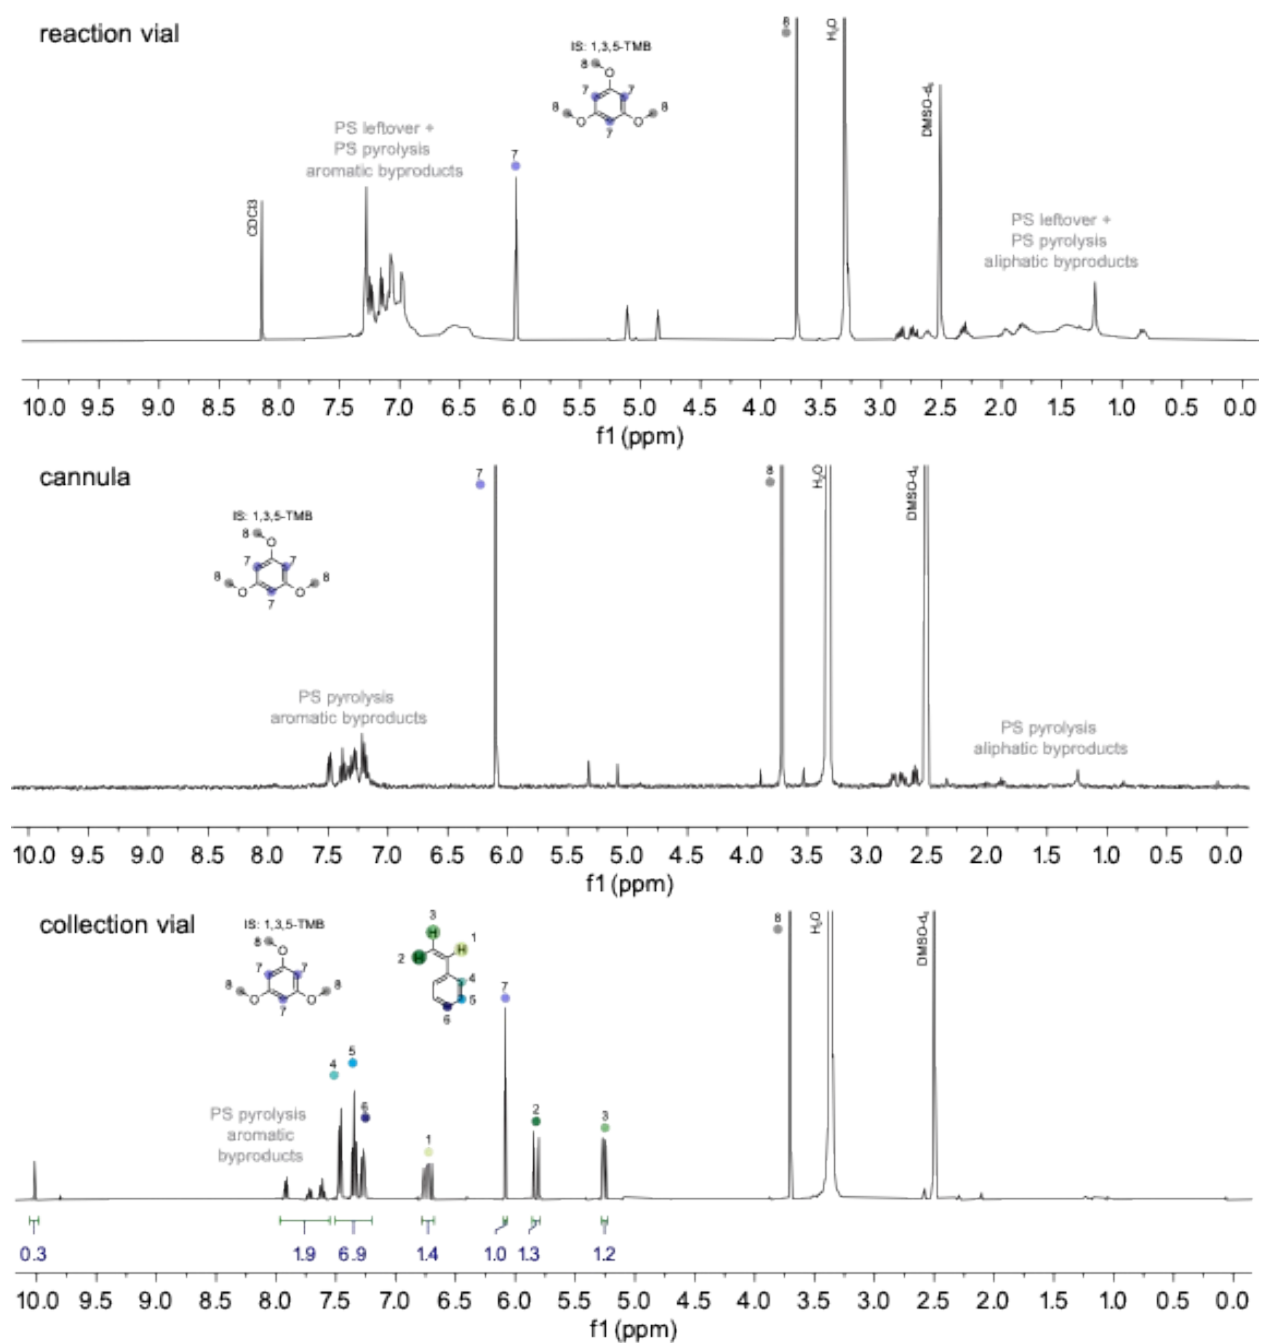 reaction vial
IS: 1,3,5-TMB
8
O
7
7
8
8
O
O
7
PS leftover +
PS pyrolysis
aromatic byproducts
CDCl3
7
8
H₂O
DMSO-d₆
PS leftover +
PS pyrolysis
aliphatic byproducts
10.0 9.5 9.0 8.5 8.0 7.5 7.0 6.5 6.0 5.5 5.0 4.5 4.0 3.5 3.0 2.5 2.0 1.5 1.0 0.5 0.0
f1 (ppm)
cannula
IS: 1,3,5-TMB
8
O
7
7
8
8
O
O
7
PS pyrolysis
aromatic byproducts
7
8
H₂O
DMSO-d₆
PS pyrolysis
aliphatic byproducts
10.0 9.5 9.0 8.5 8.0 7.5 7.0 6.5 6.0 5.5 5.0 4.5 4.0 3.5 3.0 2.5 2.0 1.5 1.0 0.5 0.0
f1 (ppm)
collection vial
IS: 1,3,5-TMB
8
O
7
7
8
8
O
O
7
3
H
1
H
2
H
4
5
6
PS pyrolysis
aromatic
byproducts
4
5
6
1
7
2
3
8
H₂O
DMSO-d₆
0.3 1.9 6.9 1.4 1.0 1.3 1.2
10.0 9.5 9.0 8.5 8.0 7.5 7.0 6.5 6.0 5.5 5.0 4.5 4.0 3.5 3.0 2.5 2.0 1.5 1.0 0.5 0.0
f1 (ppm)